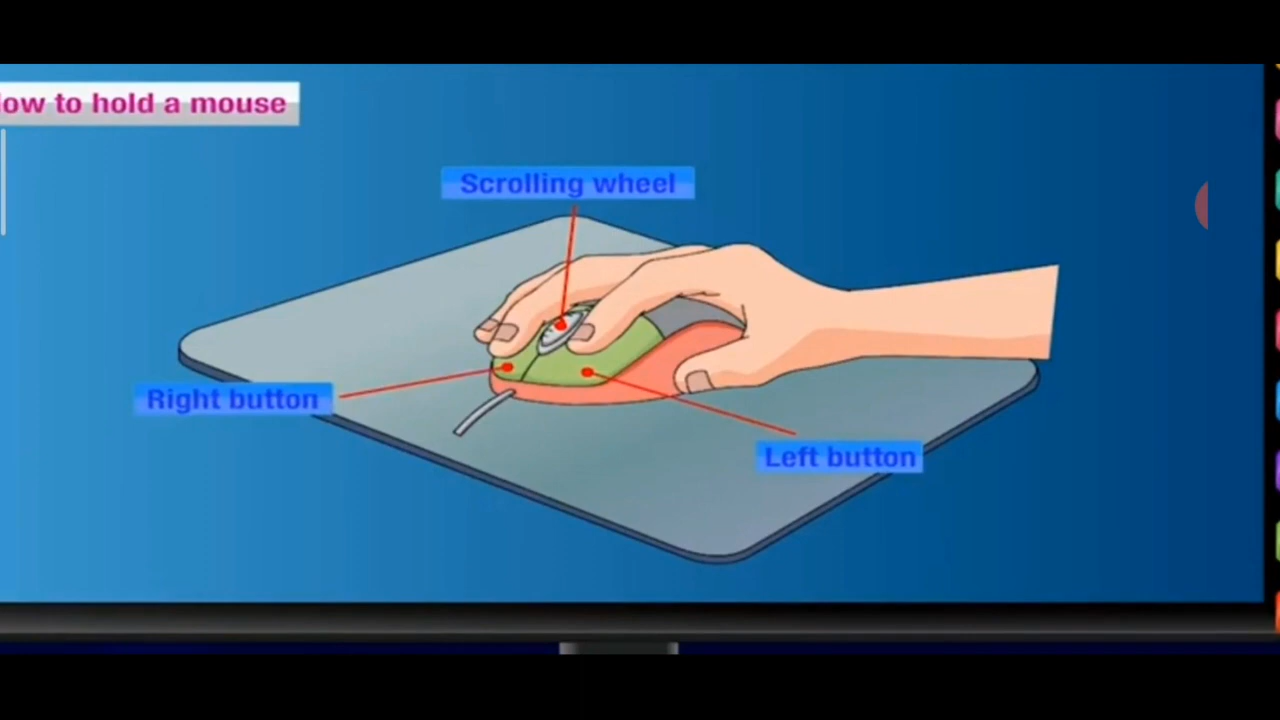 ow to hold a mouse
Scrolling wheel
Right button
Left button